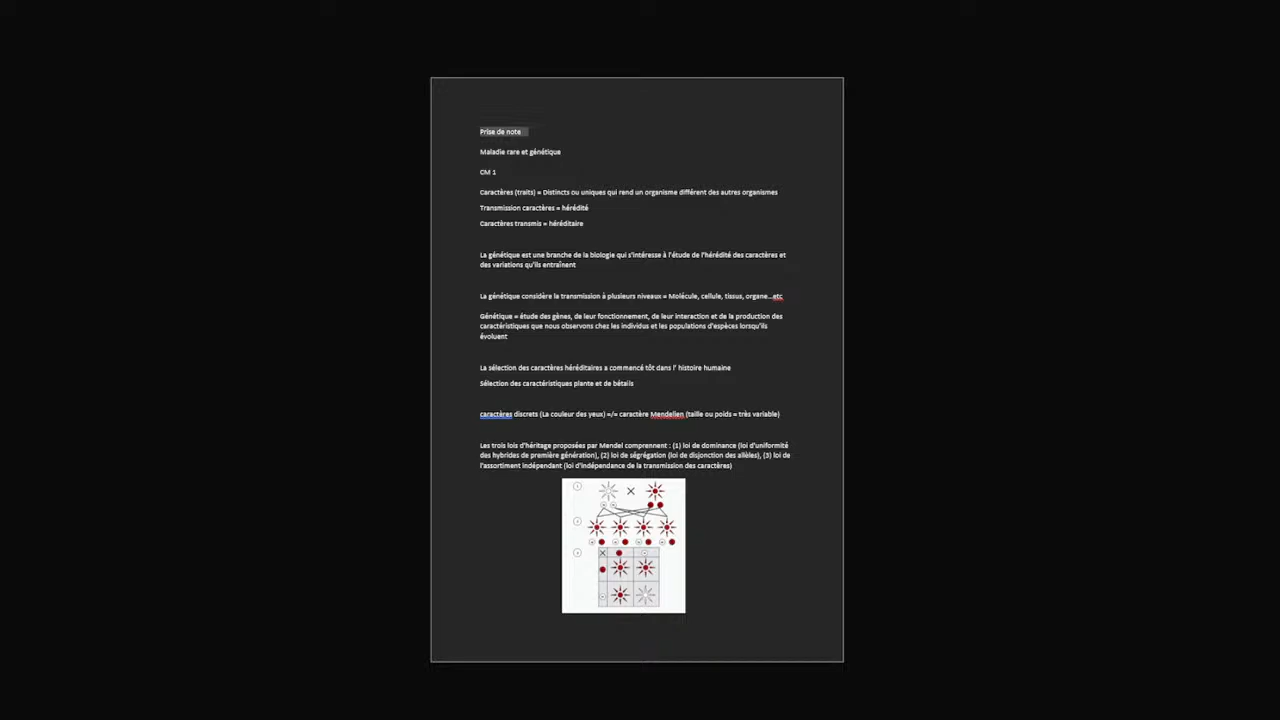 Prise de note
Maladie rare et génétique
CM 1
Caractères (traits) = Distincts ou uniques qui rend un organisme différent des autres organismes
Transmission caractères = hérédité
Caractères transmis = héréditaire
La génétique est une branche de la biologie qui s'intéresse à l'étude de l'hérédité des caractères et
des variations qu'ils entraînent
La génétique considère la transmission à plusieurs niveaux = Molécule, cellule, tissus, organe...etc
Génétique = étude des gènes, de leur fonctionnement, de leur interaction et de la production des
caractéristiques que nous observons chez les individus et les populations d'espèces lorsqu'ils
évoluent
La sélection des caractères héréditaires a commencé tôt dans l' histoire humaine
Sélection des caractéristiques plante et de bétails
caractères discrets (La couleur des yeux) =/= caractère Mendelien (taille ou poids = très variable)
Les trois lois d'héritage proposées par Mendel comprennent : (1) loi de dominance (loi d'uniformité
des hybrides de première génération), (2) loi de ségrégation (loi de disjonction des allèles), (3) loi de
l'assortiment indépendant (loi d'indépendance de la transmission des caractères)